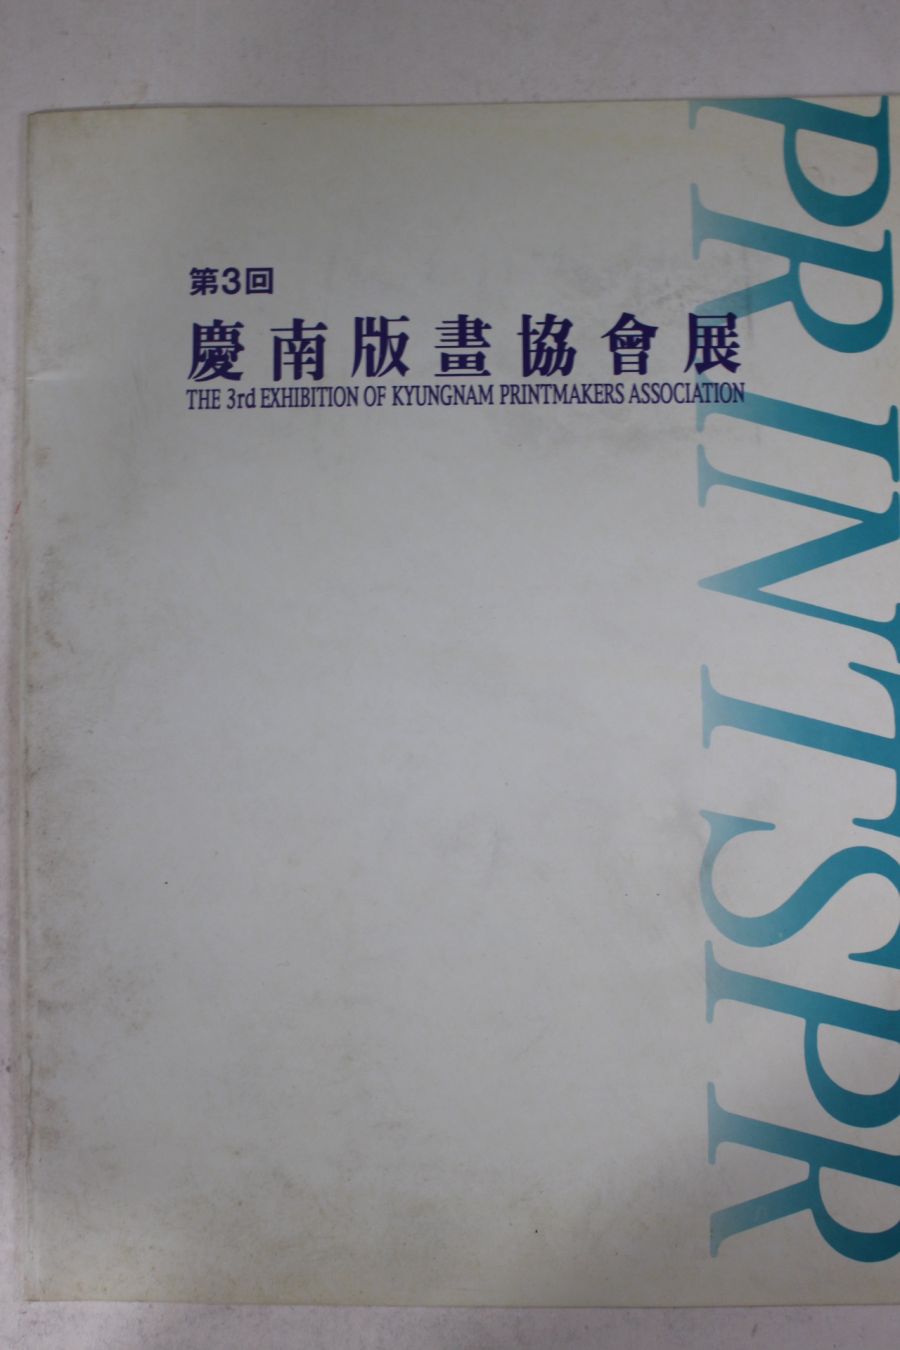 第3回
慶南版畫協會展
THE 3rd EXHIBITION OF KYUNGNAM PRINTMAKERS ASSOCIATION
PRINTSPR